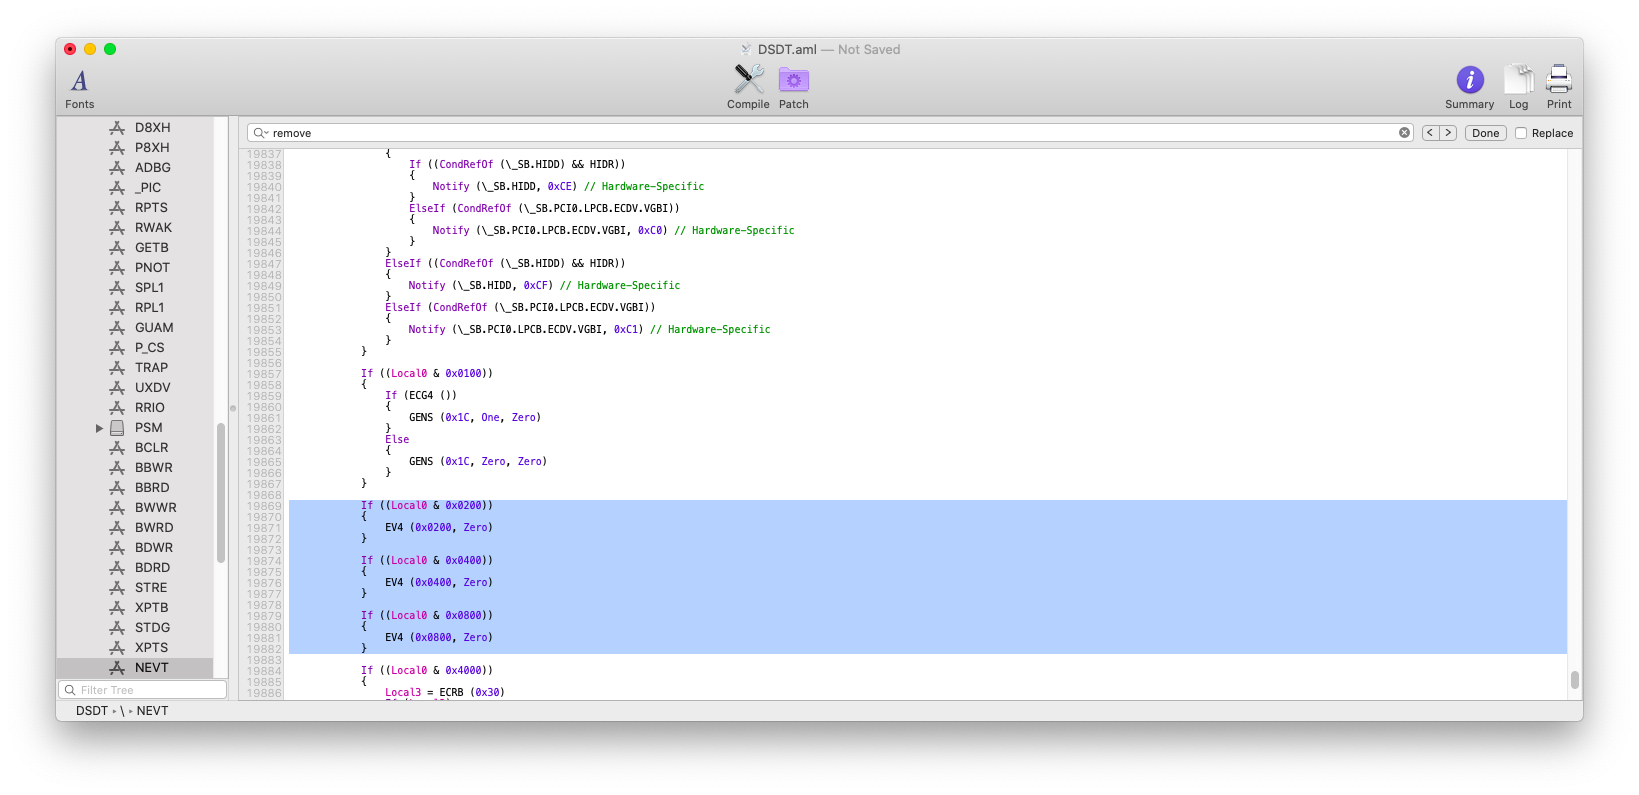 DSDT.aml — Not Saved
A
Fonts
Compile
Patch
Summary
Log
Print
D8XH
P8XH
ADBG
_PIC
RPTS
RWAK
GETB
PNOT
SPL1
RPL1
GUAM
P_CS
TRAP
UXDV
RRIO
PSM
BCLR
BBWR
BBRD
BWWR
BWRD
BDWR
BDRD
STRE
XPTB
STDG
XPTS
NEVT
Filter Tree
remove
< >
Done
Replace
19837 {
19838 If ((CondRefOf (\_SB.HIDD) && HIDR))
19839 {
19840 Notify (\_SB.HIDD, 0xCE) // Hardware-Specific
19841 }
19842 ElseIf (CondRefOf (\_SB.PCI0.LPCB.ECDV.VGBI))
19843 {
19844 Notify (\_SB.PCI0.LPCB.ECDV.VGBI, 0xC0) // Hardware-Specific
19845 }
19846 }
19847 ElseIf ((CondRefOf (\_SB.HIDD) && HIDR))
19848 {
19849 Notify (\_SB.HIDD, 0xCF) // Hardware-Specific
19850 }
19851 ElseIf (CondRefOf (\_SB.PCI0.LPCB.ECDV.VGBI))
19852 {
19853 Notify (\_SB.PCI0.LPCB.ECDV.VGBI, 0xC1) // Hardware-Specific
19854 }
19855 }
19856
19857 If ((Local0 & 0x0100))
19858 {
19859 If (ECG4 ())
19860 {
19861 GENS (0x1C, One, Zero)
19862 }
19863 Else
19864 {
19865 GENS (0x1C, Zero, Zero)
19866 }
19867 }
19868
19869 If ((Local0 & 0x0200))
19870 {
19871 EV4 (0x0200, Zero)
19872 }
19873
19874 If ((Local0 & 0x0400))
19875 {
19876 EV4 (0x0400, Zero)
19877 }
19878
19879 If ((Local0 & 0x0800))
19880 {
19881 EV4 (0x0800, Zero)
19882 }
19883
19884 If ((Local0 & 0x4000))
19885 {
19886 Local3 = ECRB (0x30)
DSDT \ NEVT